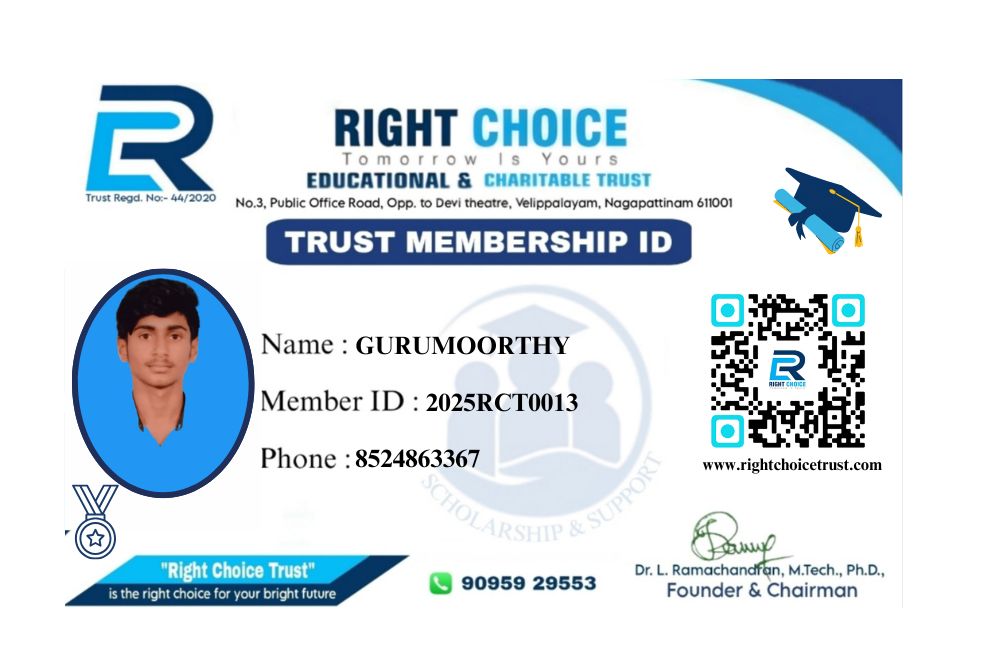 RIGHT CHOICE
Tomorrow Is Yours
EDUCATIONAL & CHARITABLE TRUST
Trust Regd. No:- 44/2020
No.3, Public Office Road, Opp. to Devi theatre, Velippalayam, Nagapattinam 611001
TRUST MEMBERSHIP ID
Name : GURUMOORTHY
Member ID : 2025RCT0013
Phone : 8524863367
SCHOLARSHIP & SUPPORT
RIGHT CHOICE
www.rightchoicetrust.com
"Right Choice Trust"
is the right choice for your bright future
90959 29553
Dr. L. Ramachandran, M.Tech., Ph.D.,
Founder & Chairman